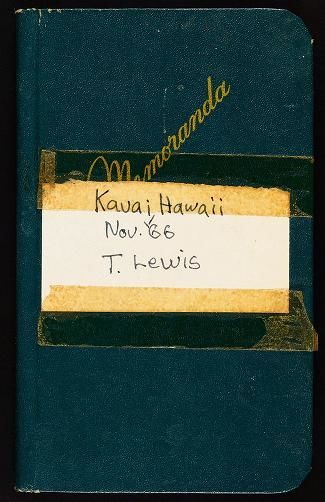 Memoranda
Kauai, Hawaii
Nov. '66
T. Lewis